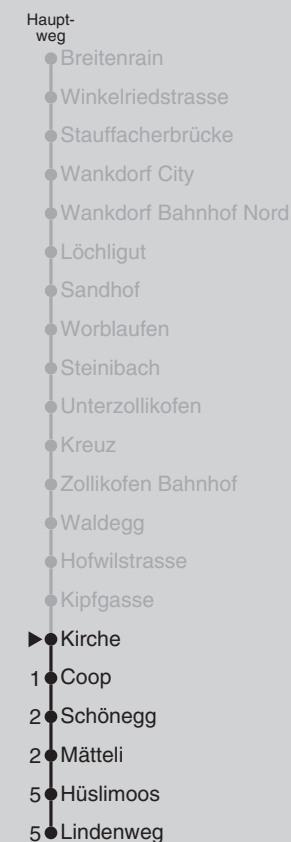 Haupt-
weg
Breitenrain
Winkelriedstrasse
Stauffacherbrücke
Wankdorf City
Wankdorf Bahnhof Nord
Löchligut
Sandhof
Worblaufen
Steinibach
Unterzollikofen
Kreuz
Zollikofen Bahnhof
Waldegg
Hofwilstrasse
Kipfgasse
Kirche
1 Coop
2 Schönegg
2 Mätteli
5 Hüslimoos
5 Lindenweg